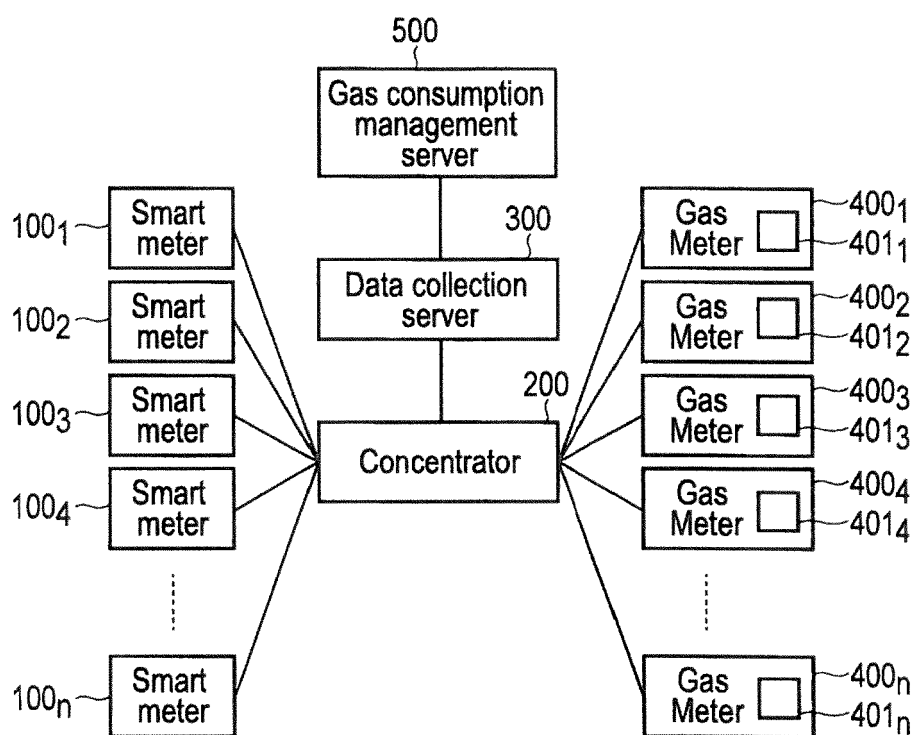 500
Gas consumption
management
server
300
Data collection
server
200
Concentrator
100₁
Smart
meter
100₂
Smart
meter
100₃
Smart
meter
100₄
Smart
meter
100ₙ
Smart
meter
Gas
Meter
400₁
401₁
Gas
Meter
400₂
401₂
Gas
Meter
400₃
401₃
Gas
Meter
400₄
401₄
Gas
Meter
400ₙ
401ₙ